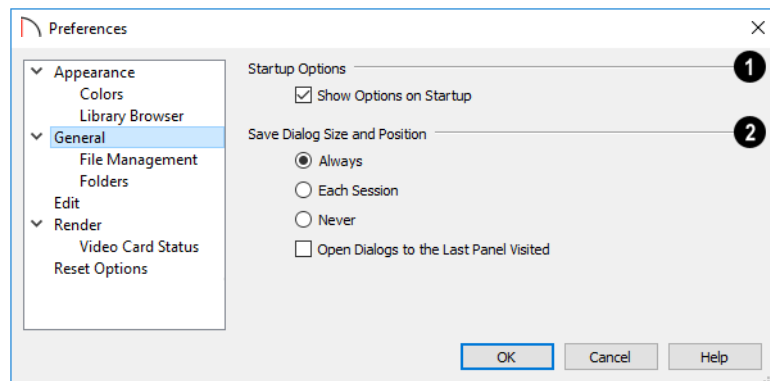 Preferences
Appearance
Colors
Library Browser
General
File Management
Folders
Edit
Render
Video Card Status
Reset Options
Startup Options
1
Show Options on Startup
Save Dialog Size and Position
2
Always
Each Session
Never
Open Dialogs to the Last Panel Visited
OK
Cancel
Help